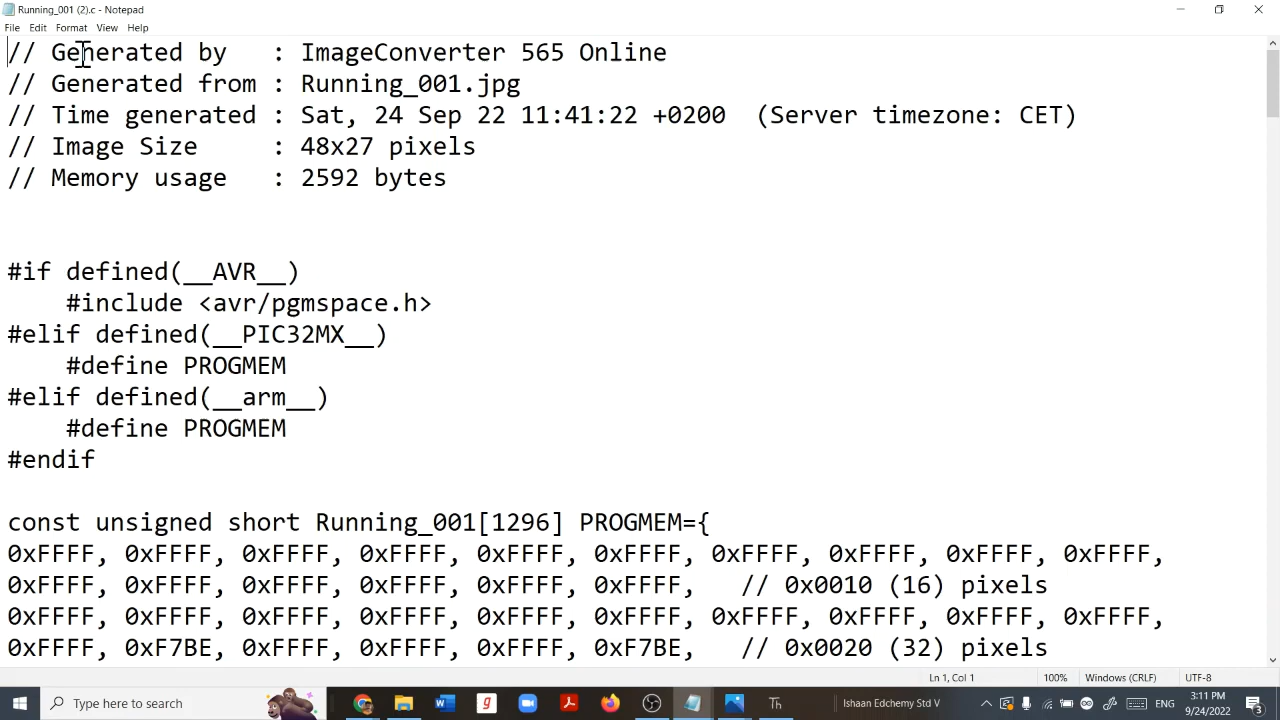 Running_001 (2).c - Notepad
File Edit Format View Help
// Generated by   : ImageConverter 565 Online
// Generated from : Running_001.jpg
// Time generated : Sat, 24 Sep 22 11:41:22 +0200  (Server timezone: CET)
// Image Size     : 48x27 pixels
// Memory usage   : 2592 bytes
#if defined(__AVR__)
    #include <avr/pgmspace.h>
#elif defined(__PIC32MX__)
    #define PROGMEM
#elif defined(__arm__)
    #define PROGMEM
#endif
const unsigned short Running_001[1296] PROGMEM={
0xFFFF, 0xFFFF, 0xFFFF, 0xFFFF, 0xFFFF, 0xFFFF, 0xFFFF, 0xFFFF, 0xFFFF, 0xFFFF,
0xFFFF, 0xFFFF, 0xFFFF, 0xFFFF, 0xFFFF, 0xFFFF,   // 0x0010 (16) pixels
0xFFFF, 0xFFFF, 0xFFFF, 0xFFFF, 0xFFFF, 0xFFFF, 0xFFFF, 0xFFFF, 0xFFFF, 0xFFFF,
0xFFFF, 0xF7BE, 0xFFFF, 0xFFFF, 0xFFFF, 0xF7BE,   // 0x0020 (32) pixels
Ln 1, Col 1 100% Windows (CRLF) UTF-8
Type here to search W g Th Ishaan Edchemy Std V ENG 3:11 PM
9/24/2022 3